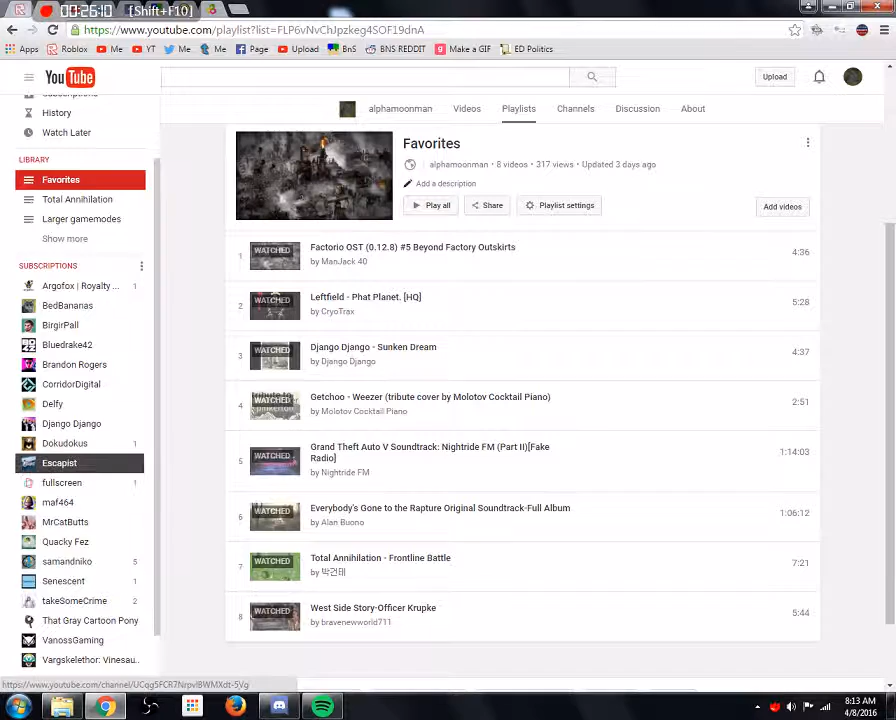 00:26:10 [Shift+F10]
https://www.youtube.com/playlist?list=FLP6vNvChJpzkeg4SOF19dnA
Apps Roblox Me YT Me Me Page Upload BnS BNS REDDIT Make a GIF ED Politics
YouTube Upload
alphamoonman Videos Playlists Channels Discussion About
History
Watch Later
LIBRARY
Favorites
Total Annihilation
Larger gamemodes
Show more
SUBSCRIPTIONS
Argofox | Royalty ... 1
BedBananas
BirgirPall
Bluedrake42
Brandon Rogers
CorridorDigital
Delfy
Django Django
Dokudokus 1
Escapist
fullscreen 1
maf464
MrCatButts
Quacky Fez
samandniko 5
Senescent 1
takeSomeCrime 2
That Gray Cartoon Pony
VanossGaming
Vargskelethor: Vinesau..
Favorites
alphamoonman • 8 videos • 317 views • Updated 3 days ago
Add a description
Play all Share Playlist settings Add videos
1 WATCHED Factorio OST (0.12.8) #5 Beyond Factory Outskirts 4:36
by ManJack 40
2 WATCHED Leftfield - Phat Planet. [HQ] 5:28
by CryoTrax
3 WATCHED Django Django - Sunken Dream 4:37
by Django Django
4 WATCHED Getchoo - Weezer (tribute cover by Molotov Cocktail Piano) 2:51
by Molotov Cocktail Piano
5 WATCHED Grand Theft Auto V Soundtrack: Nightride FM (Part II)[Fake 1:14:03
Radio]
by Nightride FM
6 WATCHED Everybody's Gone to the Rapture Original Soundtrack-Full Album 1:06:12
by Alan Buono
7 WATCHED Total Annihilation - Frontline Battle 7:21
by 박건태
8 WATCHED West Side Story-Officer Krupke 5:44
by bravenewworld711
8:13 AM
4/8/2016